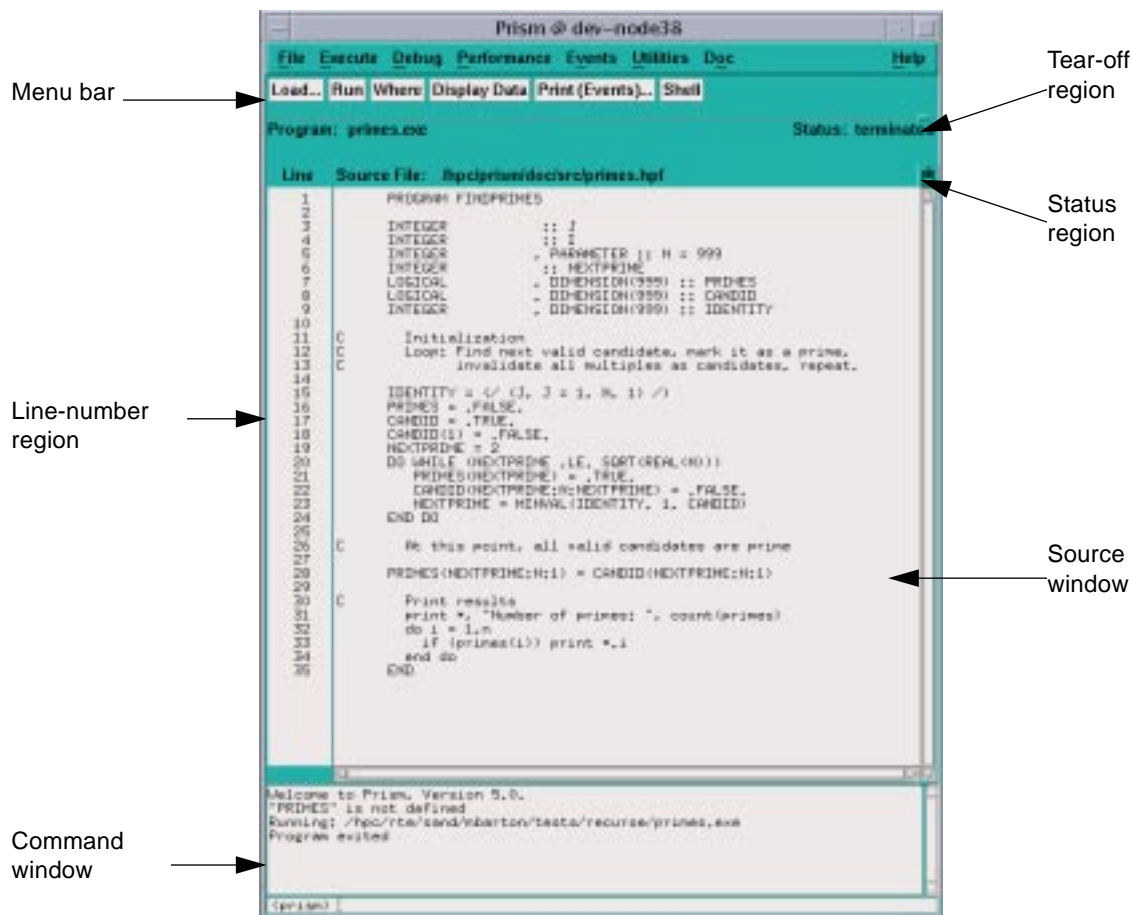 Prism @ dev-node38
File Execute Debug Performance Events Utilities Doc Help
Menu bar
Tear-off
region
Load... Run Where Display Data Print (Events)... Shell
Program: primes.exe Status: terminated
Line Source File: /hpc/prism/doc/src/primes.hpf
Status
region
1 PROGRAM FINDPRIMES
2
3 INTEGER :: J
4 INTEGER :: I
5 INTEGER , PARAMETER :: N = 999
6 INTEGER :: NEXTPRIME
7 LOGICAL , DIMENSION(999) :: PRIMES
8 LOGICAL , DIMENSION(999) :: CANDID
9 INTEGER , DIMENSION(999) :: IDENTITY
10
11 C Initialization
12 C Loop: Find next valid candidate, mark it as a prime,
13 C invalidate all multiples as candidates, repeat.
14
15 IDENTITY = (/ (J, J = 1, N, 1) /)
16 PRIMES = .FALSE.
17 CANDID = .TRUE.
18 CANDID(1) = .FALSE.
19 NEXTPRIME = 2
20 DO WHILE (NEXTPRIME .LE. SQRT(REAL(N)))
21 PRIMES(NEXTPRIME) = .TRUE.
22 CANDID(NEXTPRIME:N:NEXTPRIME) = .FALSE.
23 NEXTPRIME = MINVAL(IDENTITY, 1, CANDID)
24 END DO
25
26 C At this point, all valid candidates are prime
27
28 PRIMES(NEXTPRIME:N:1) = CANDID(NEXTPRIME:N:1)
29
30 C Print results
31 print *, "Number of primes: ", count(primes)
32 do i = 1,n
33 if (primes(i)) print *,i
34 end do
35 END
Line-number
region
Source
window
Welcome to Prism, Version 5.0.
"PRIMES" is not defined
Running: /hpc/rte/sand/mbarton/tests/recurse/primes.exe
Program exited
Command
window
(prism)